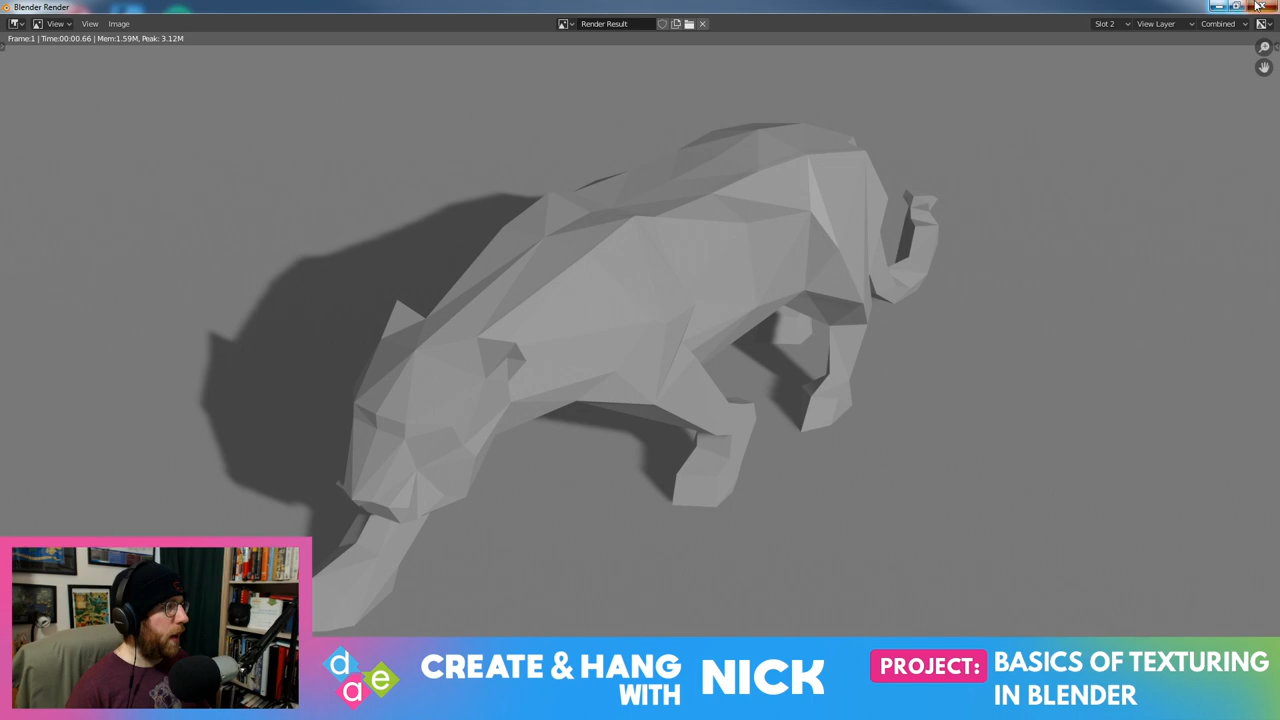 Blender Render
View View Image Render Result Slot 2 View Layer Combined
Frame:1 | Time:00:00.66 | Mem:1.59M, Peak: 3.12M
dae
CREATE & HANG
WITH
NICK
PROJECT:
BASICS OF TEXTURING
IN BLENDER